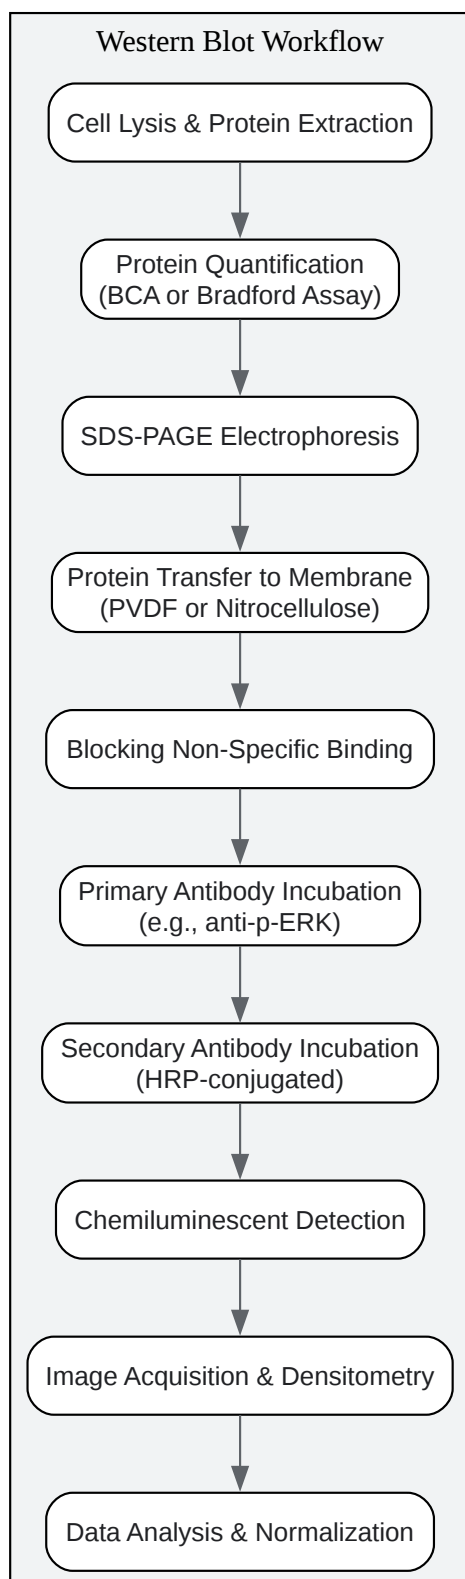 Western Blot Workflow
Cell Lysis & Protein Extraction
Protein Quantification
(BCA or Bradford Assay)
SDS-PAGE Electrophoresis
Protein Transfer to Membrane
(PVDF or Nitrocellulose)
Blocking Non-Specific Binding
Primary Antibody Incubation
(e.g., anti-p-ERK)
Secondary Antibody Incubation
(HRP-conjugated)
Chemiluminescent Detection
Image Acquisition & Densitometry
Data Analysis & Normalization